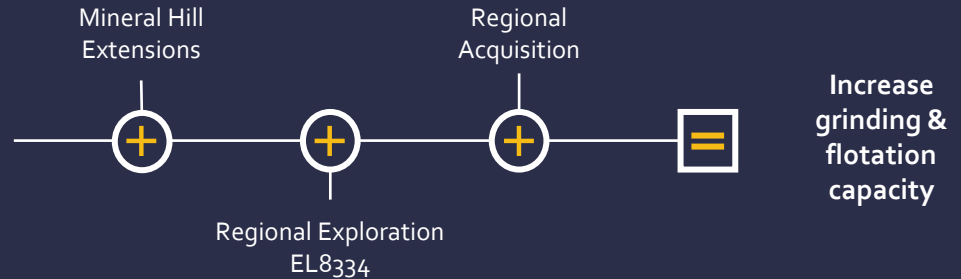 Mineral Hill
Extensions
Regional
Acquisition
+
+
+
=
Increase
grinding &
flotation
capacity
Regional Exploration
EL8334